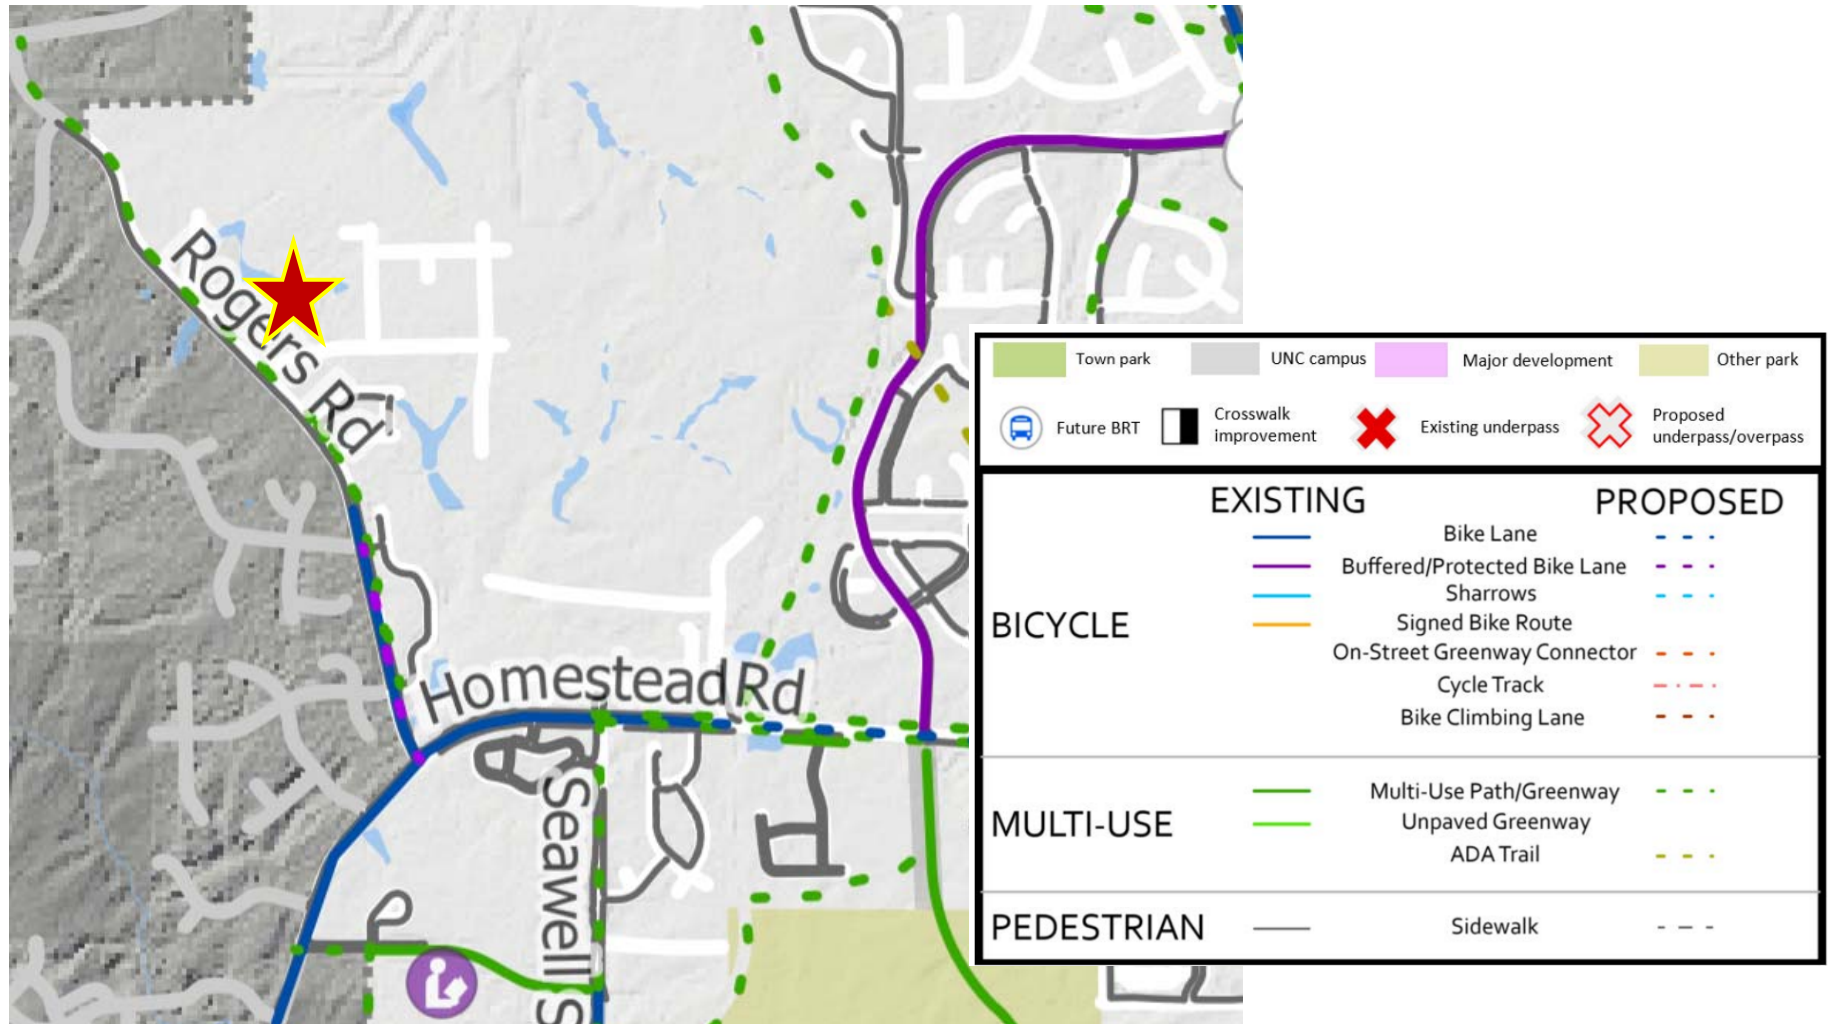 Rogers Rd
Homestead Rd
Seawell S
Town park
UNC campus
Major development
Other park
Future BRT
Crosswalk
improvement
Existing underpass
Proposed
underpass/overpass
EXISTING
PROPOSED
BICYCLE
Bike Lane
Buffered/Protected Bike Lane
Sharrows
Signed Bike Route
On-Street Greenway Connector
Cycle Track
Bike Climbing Lane
MULTI-USE
Multi-Use Path/Greenway
Unpaved Greenway
ADA Trail
PEDESTRIAN
Sidewalk